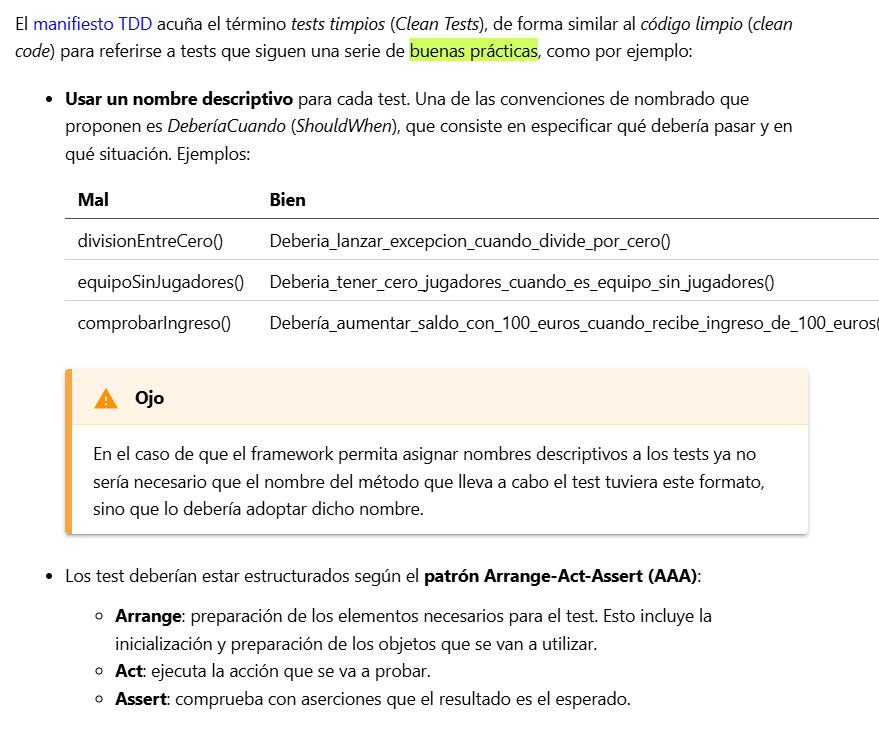 El manifiesto TDD acuña el término tests timpios (Clean Tests), de forma similar al código limpio (clean
code) para referirse a tests que siguen una serie de buenas prácticas, como por ejemplo:
• Usar un nombre descriptivo para cada test. Una de las convenciones de nombrado que
proponen es DeberíaCuando (ShouldWhen), que consiste en especificar qué debería pasar y en
qué situación. Ejemplos:
Mal Bien
divisionEntreCero() Deberia_lanzar_excepcion_cuando_divide_por_cero()
equipoSinJugadores() Deberia_tener_cero_jugadores_cuando_es_equipo_sin_jugadores()
comprobarIngreso() Debería_aumentar_saldo_con_100_euros_cuando_recibe_ingreso_de_100_euros(
Ojo
En el caso de que el framework permita asignar nombres descriptivos a los tests ya no
sería necesario que el nombre del método que lleva a cabo el test tuviera este formato,
sino que lo debería adoptar dicho nombre.
• Los test deberían estar estructurados según el patrón Arrange-Act-Assert (AAA):
◦ Arrange: preparación de los elementos necesarios para el test. Esto incluye la
inicialización y preparación de los objetos que se van a utilizar.
◦ Act: ejecuta la acción que se va a probar.
◦ Assert: comprueba con aserciones que el resultado es el esperado.